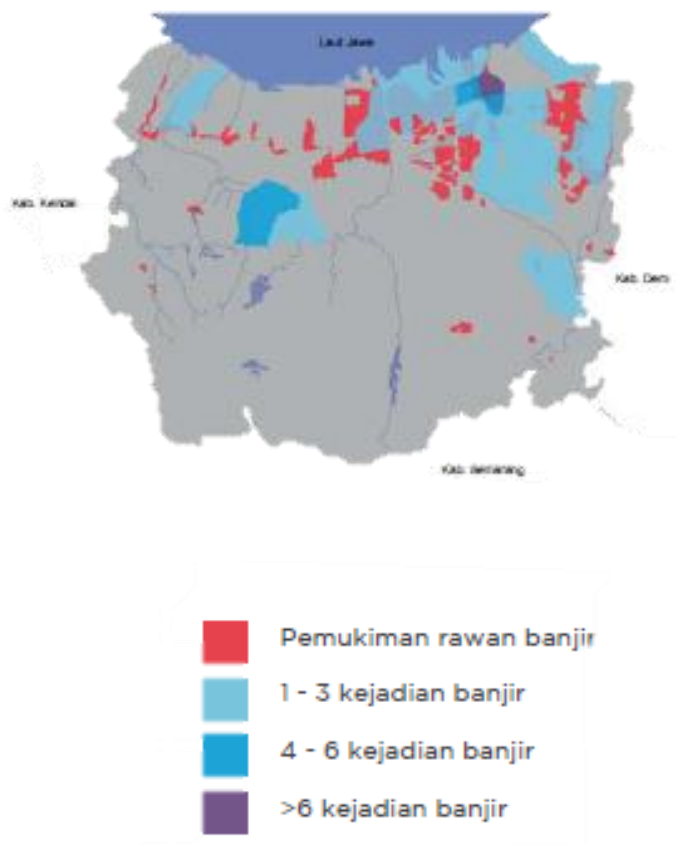 Laut Jawa
Kab. Kendal
Kab. Dem
Kab. Semarang
Pemukiman rawan banjir
1 - 3 kejadian banjir
4 - 6 kejadian banjir
>6 kejadian banjir